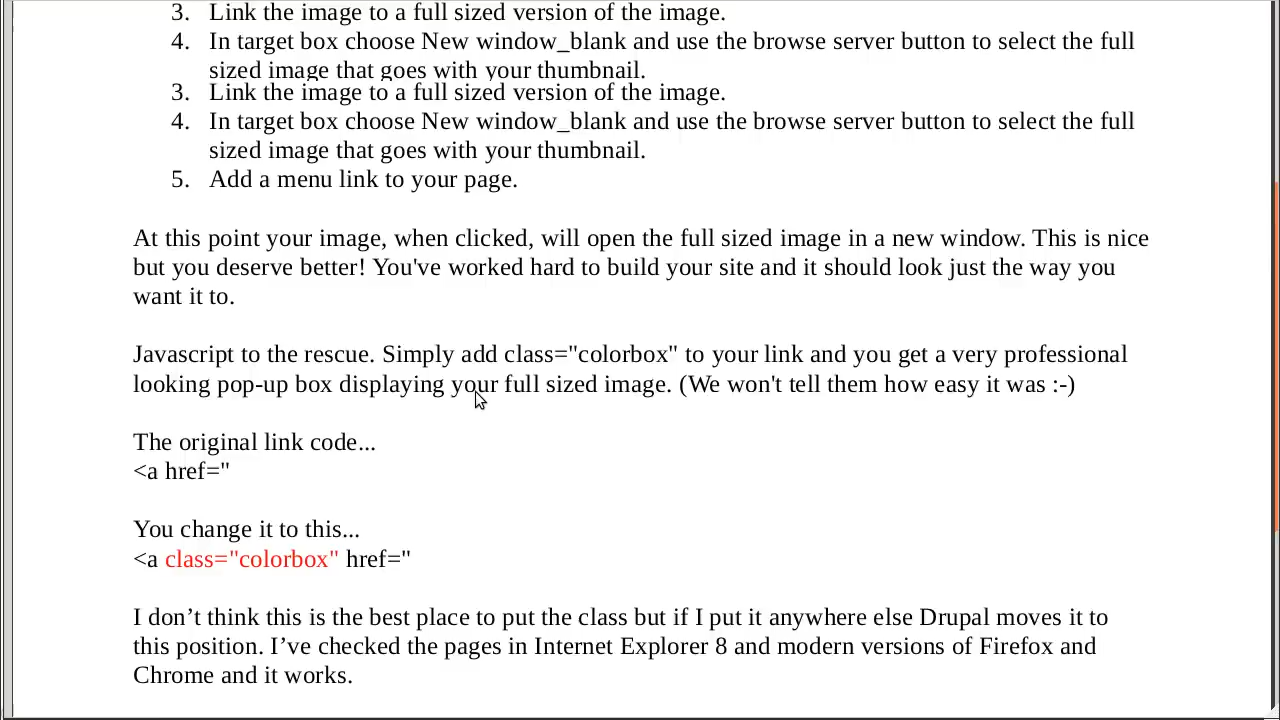 3. Link the image to a full sized version of the image.
4. In target box choose New window_blank and use the browse server button to select the full
sized image that goes with your thumbnail.
3. Link the image to a full sized version of the image.
4. In target box choose New window_blank and use the browse server button to select the full
sized image that goes with your thumbnail.
5. Add a menu link to your page.
At this point your image, when clicked, will open the full sized image in a new window. This is nice
but you deserve better! You've worked hard to build your site and it should look just the way you
want it to.
Javascript to the rescue. Simply add class="colorbox" to your link and you get a very professional
looking pop-up box displaying your full sized image. (We won't tell them how easy it was :-)
The original link code...
<a href="
You change it to this...
<a class="colorbox" href="
I don’t think this is the best place to put the class but if I put it anywhere else Drupal moves it to
this position. I’ve checked the pages in Internet Explorer 8 and modern versions of Firefox and
Chrome and it works.